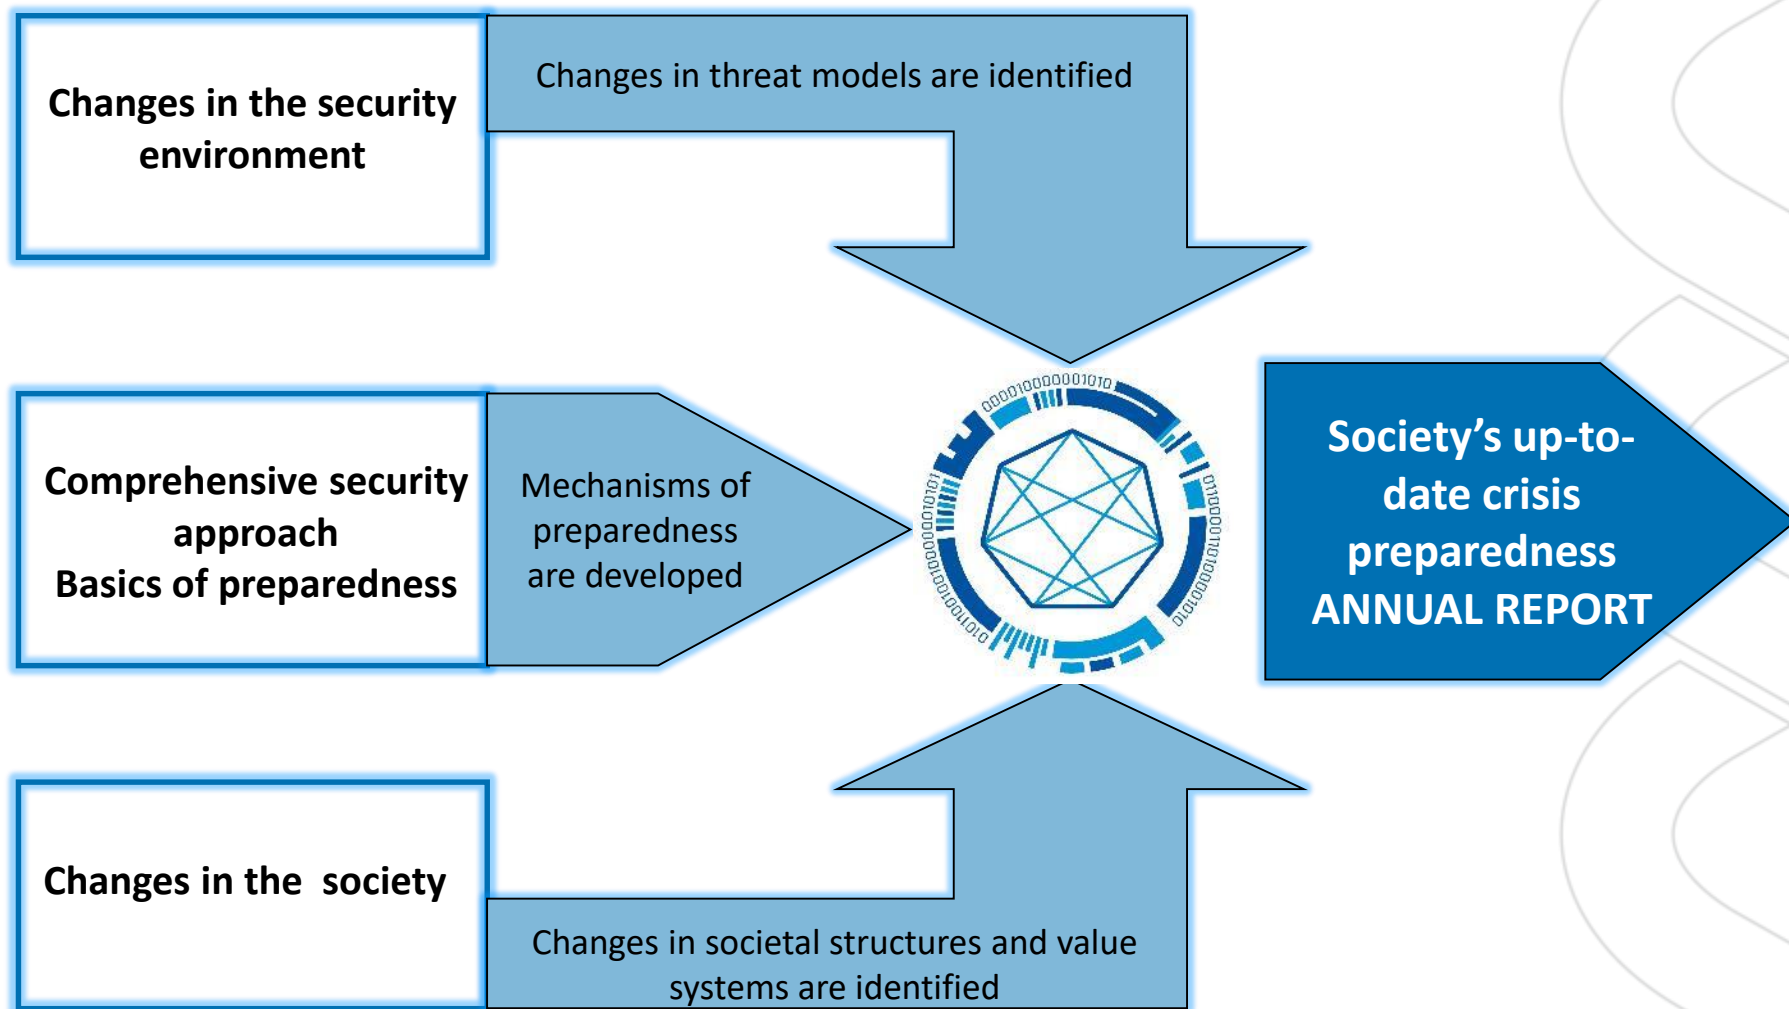 Changes in the security
environment
Changes in threat models are identified
Comprehensive security
approach
Basics of preparedness
Mechanisms of
preparedness
are developed
000010000001010
Society’s up-to-
date crisis
preparedness
ANNUAL REPORT
Changes in the society
Changes in societal structures and value
systems are identified